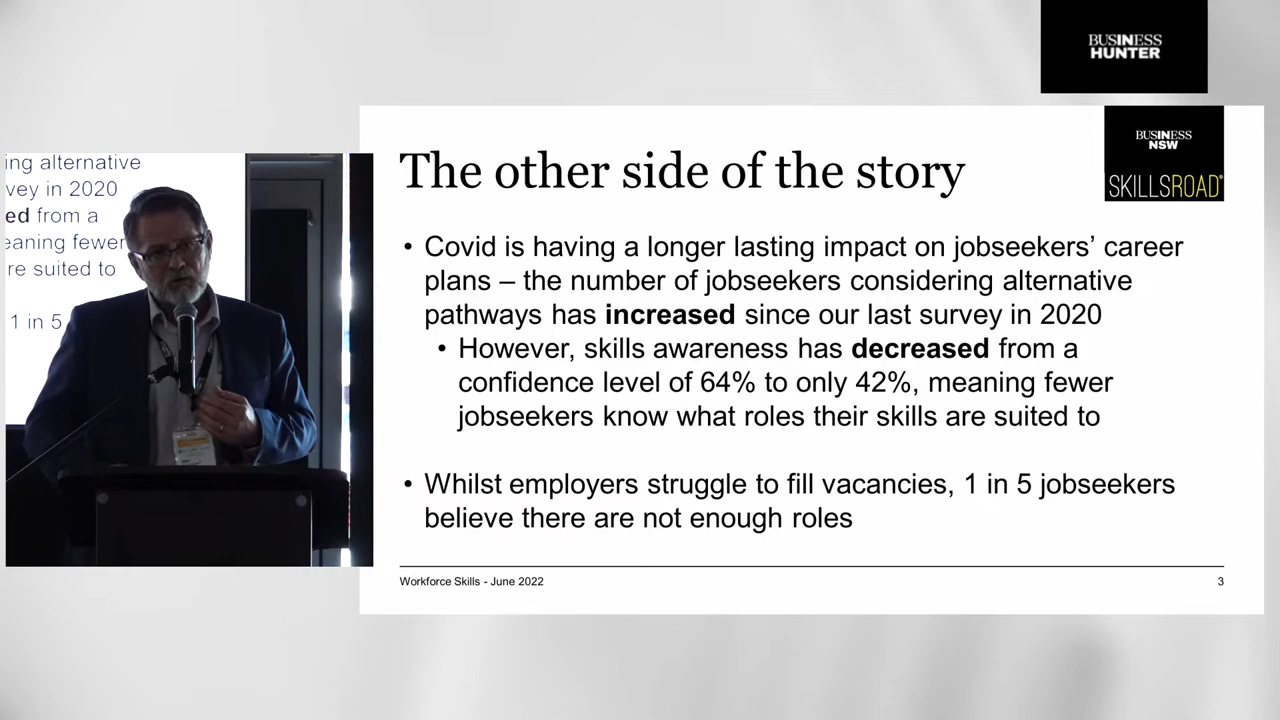 BUSINESS
HUNTER
BUSINESS
NSW
SKILLSROAD
The other side of the story
• Covid is having a longer lasting impact on jobseekers’ career
plans – the number of jobseekers considering alternative
pathways has increased since our last survey in 2020
• However, skills awareness has decreased from a
confidence level of 64% to only 42%, meaning fewer
jobseekers know what roles their skills are suited to
• Whilst employers struggle to fill vacancies, 1 in 5 jobseekers
believe there are not enough roles
Workforce Skills - June 2022
3
ing alternative
vey in 2020
ed from a
eaning fewer
re suited to
1 in 5